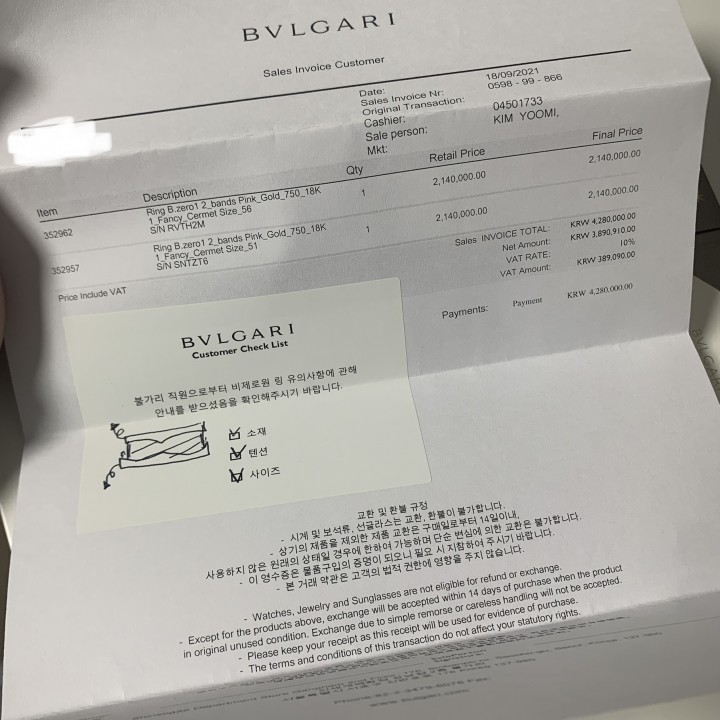 BVLGARI
Sales Invoice Customer
Date: 18/09/2021
Sales Invoice Nr: 0598 - 99 - 866
Original Transaction:
Cashier: 04501733
Sale person: KIM YOOMI,
Mkt:
Item Description Qty Retail Price Final Price
352962 Ring B.zero1 2_bands Pink_Gold_750_18K 1 2,140,000.00 2,140,000.00
1_Fancy_Cermet Size_56
S/N RVTH2M
352957 Ring B.zero1 2_bands Pink_Gold_750_18K 1 2,140,000.00 2,140,000.00
1_Fancy_Cermet Size_51
S/N SNTZT6
Price Include VAT
Sales INVOICE TOTAL: KRW 4,280,000.00
Net Amount: KRW 3,890,910.00
VAT RATE: 10%
VAT Amount: KRW 389,090.00
Payments: Payment KRW 4,280,000.00
BVLGARI
Customer Check List
불가리 직원으로부터 비제로원 링 유의사항에 관해
안내를 받으셨음을 확인해주시기 바랍니다.
소재
텐션
사이즈
교환 및 환불 규정
- 시계 및 보석류, 선글라스는 교환, 환불이 불가합니다.
- 상기의 제품을 제외한 제품 교환은 구매일로부터 14일이내,
사용하지 않은 원래의 상태일 경우에 한하여 가능하며 단순 변심에 의한 교환은 불가합니다.
- 이 영수증은 물품구입의 증명이 되오니 필요 시 지참하여 주시기 바랍니다.
- 본 거래 약관은 고객의 법적 권한에 영향을 주지 않습니다.
- Watches, Jewelry and Sunglasses are not eligible for refund or exchange.
- Except for the products above, exchange will be accepted within 14 days of purchase when the product
in original unused condition. Exchange due to simple remorse or careless handling will not be accepted.
- Please keep your receipt as this receipt will be used for evidence of purchase.
- The terms and conditions of this transaction do not affect your statutory rights.
BVLGARI